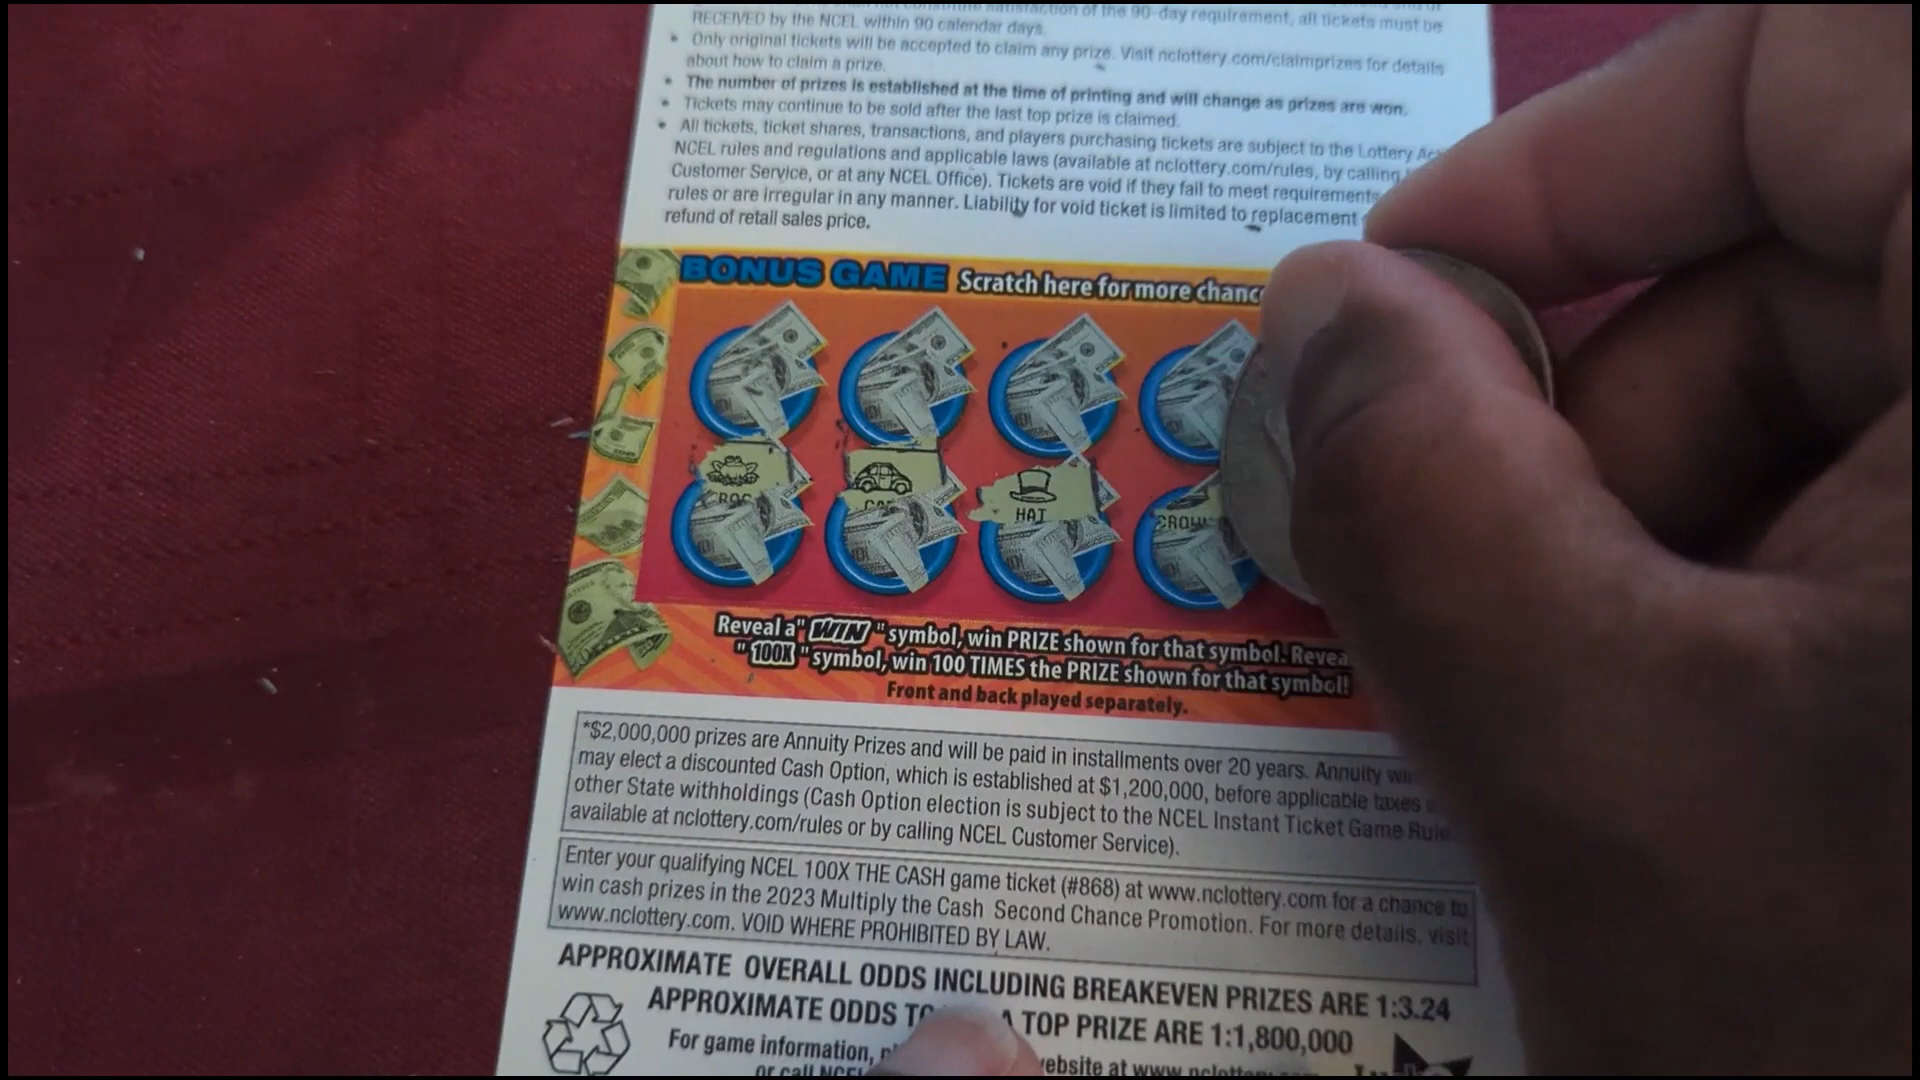 satisfaction of the 90-day requirement, all tickets must be
RECEIVED by the NCEL within 90 calendar days.
• Only original tickets will be accepted to claim any prize. Visit nclottery.com/claimprizes for details
about how to claim a prize.
• The number of prizes is established at the time of printing and will change as prizes are won.
• Tickets may continue to be sold after the last top prize is claimed.
• All tickets, ticket shares, transactions, and players purchasing tickets are subject to the Lottery
NCEL rules and regulations and applicable laws (available at nclottery.com/rules, by calling
Customer Service, or at any NCEL Office). Tickets are void if they fail to meet requirements
rules or are irregular in any manner. Liability for void ticket is limited to replacement
refund of retail sales price.
BONUS GAME Scratch here for more
HAT
Reveal a "WIN" symbol, win PRIZE shown for that symbol.
"100X" symbol, win 100 TIMES the PRIZE shown for that symbol!
Front and back played separately.
*$2,000,000 prizes are Annuity Prizes and will be paid in installments over 20 years. Annuity
may elect a discounted Cash Option, which is established at $1,200,000, before applicable taxes
other State withholdings (Cash Option election is subject to the NCEL Instant Ticket Game
available at nclottery.com/rules or by calling NCEL Customer Service).
Enter your qualifying NCEL 100X THE CASH game ticket (#868) at www.nclottery.com for a chance to
win cash prizes in the 2023 Multiply the Cash Second Chance Promotion. For more details, visit
www.nclottery.com. VOID WHERE PROHIBITED BY LAW.
APPROXIMATE OVERALL ODDS INCLUDING BREAKEVEN PRIZES ARE 1:3.24
APPROXIMATE ODDS A TOP PRIZE ARE 1:1,800,000
For game information, at
or call